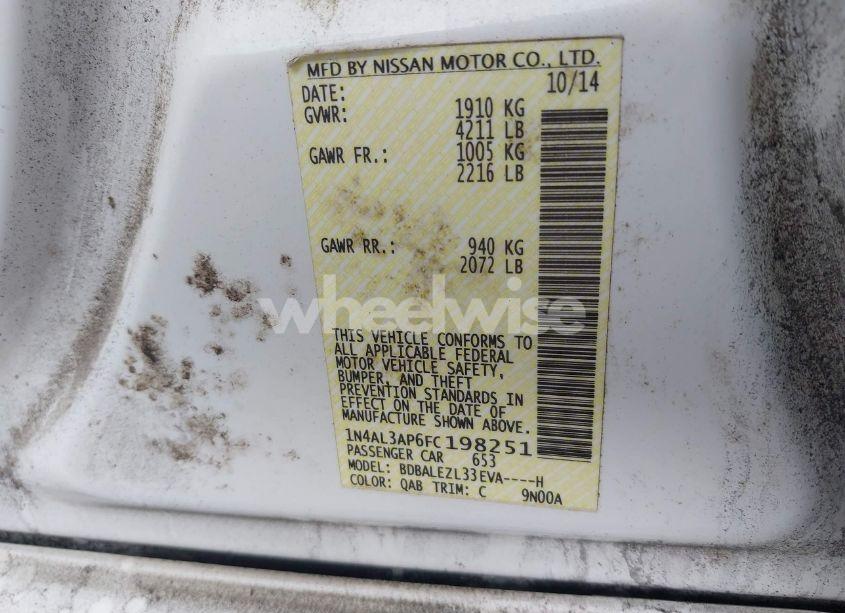 MFD BY NISSAN MOTOR CO., LTD.
DATE: 10/14
GVWR: 1910 KG
4211 LB
GAWR FR.: 1005 KG
2216 LB
GAWR RR.: 940 KG
2072 LB
wheelwise
THIS VEHICLE CONFORMS TO
ALL APPLICABLE FEDERAL
MOTOR VEHICLE SAFETY,
BUMPER, AND THEFT
PREVENTION STANDARDS IN
EFFECT ON THE DATE OF
MANUFACTURE SHOWN ABOVE.
1N4AL3AP6FC198251
PASSENGER CAR 653
MODEL: BDBALEZL33EVA----H
COLOR: QAB TRIM: C 9N00A